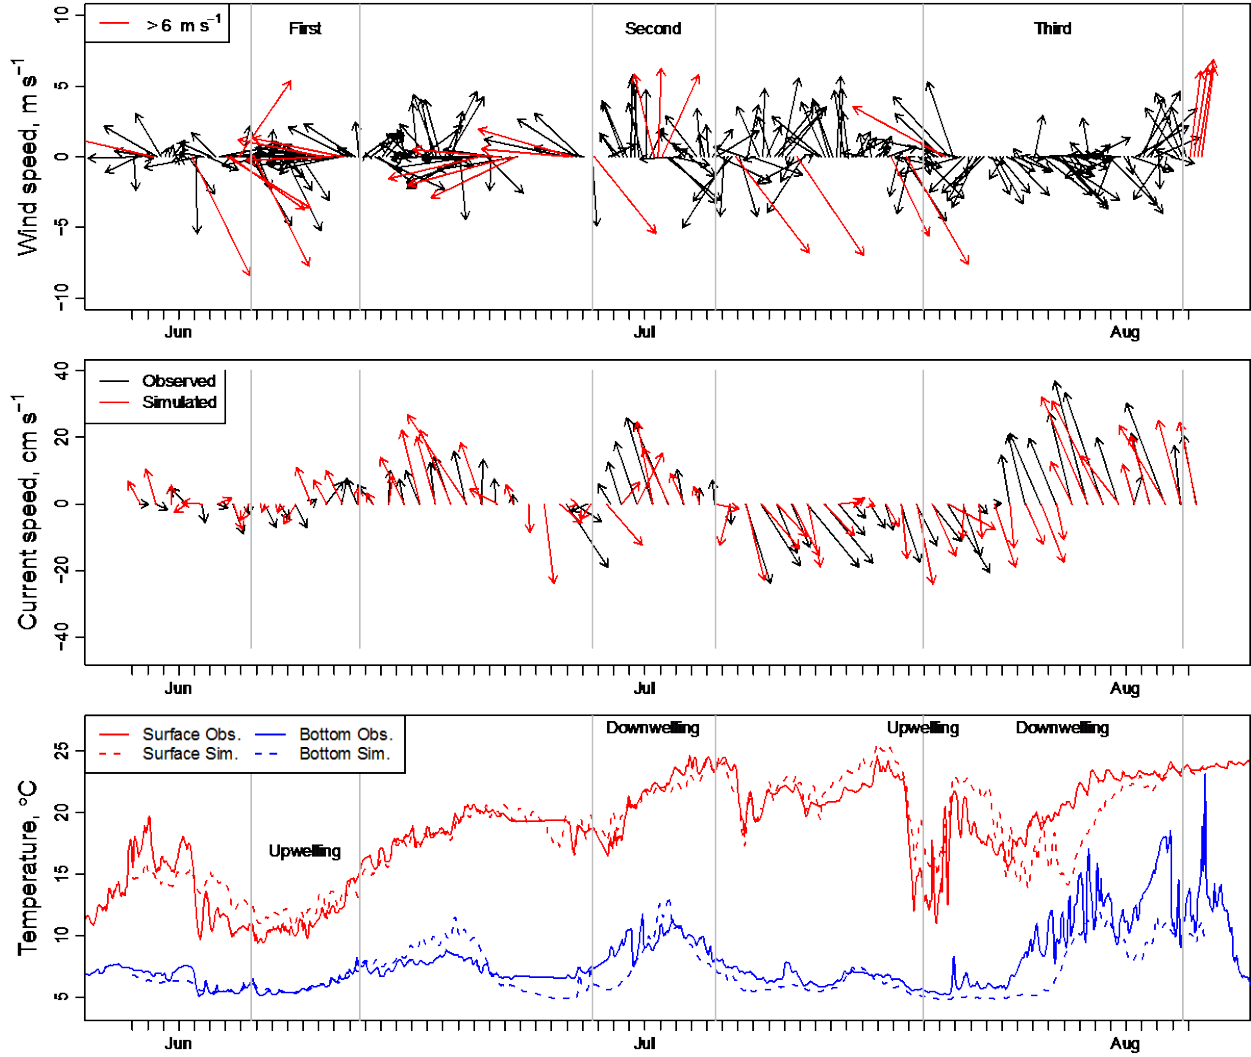 > 6 m s⁻¹
First
Second
Third
Wind speed, m s⁻¹
10
5
0
−5
−10
Jun
Jul
Aug
Observed
Simulated
Current speed, cm s⁻¹
40
20
0
−20
−40
Jun
Jul
Aug
Surface Obs.
Bottom Obs.
Surface Sim.
Bottom Sim.
Downwelling
Upwelling
Downwelling
Upwelling
Temperature, °C
25
20
15
10
5
Jun
Jul
Aug